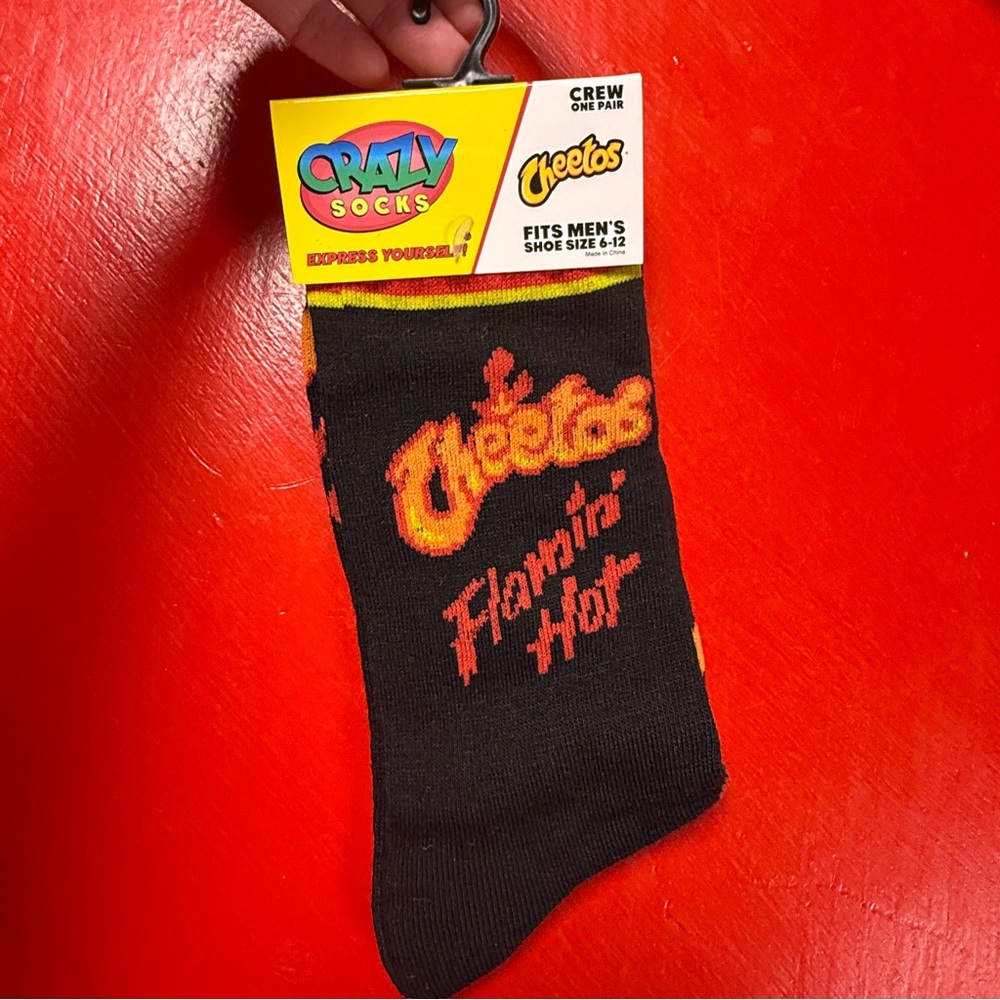 CRAZY
SOCKS
EXPRESS YOURSELF!
CREW
ONE PAIR
Cheetos
FITS MEN'S
SHOE SIZE 6-12
Made in China
Cheetos
Flamin'
Hot